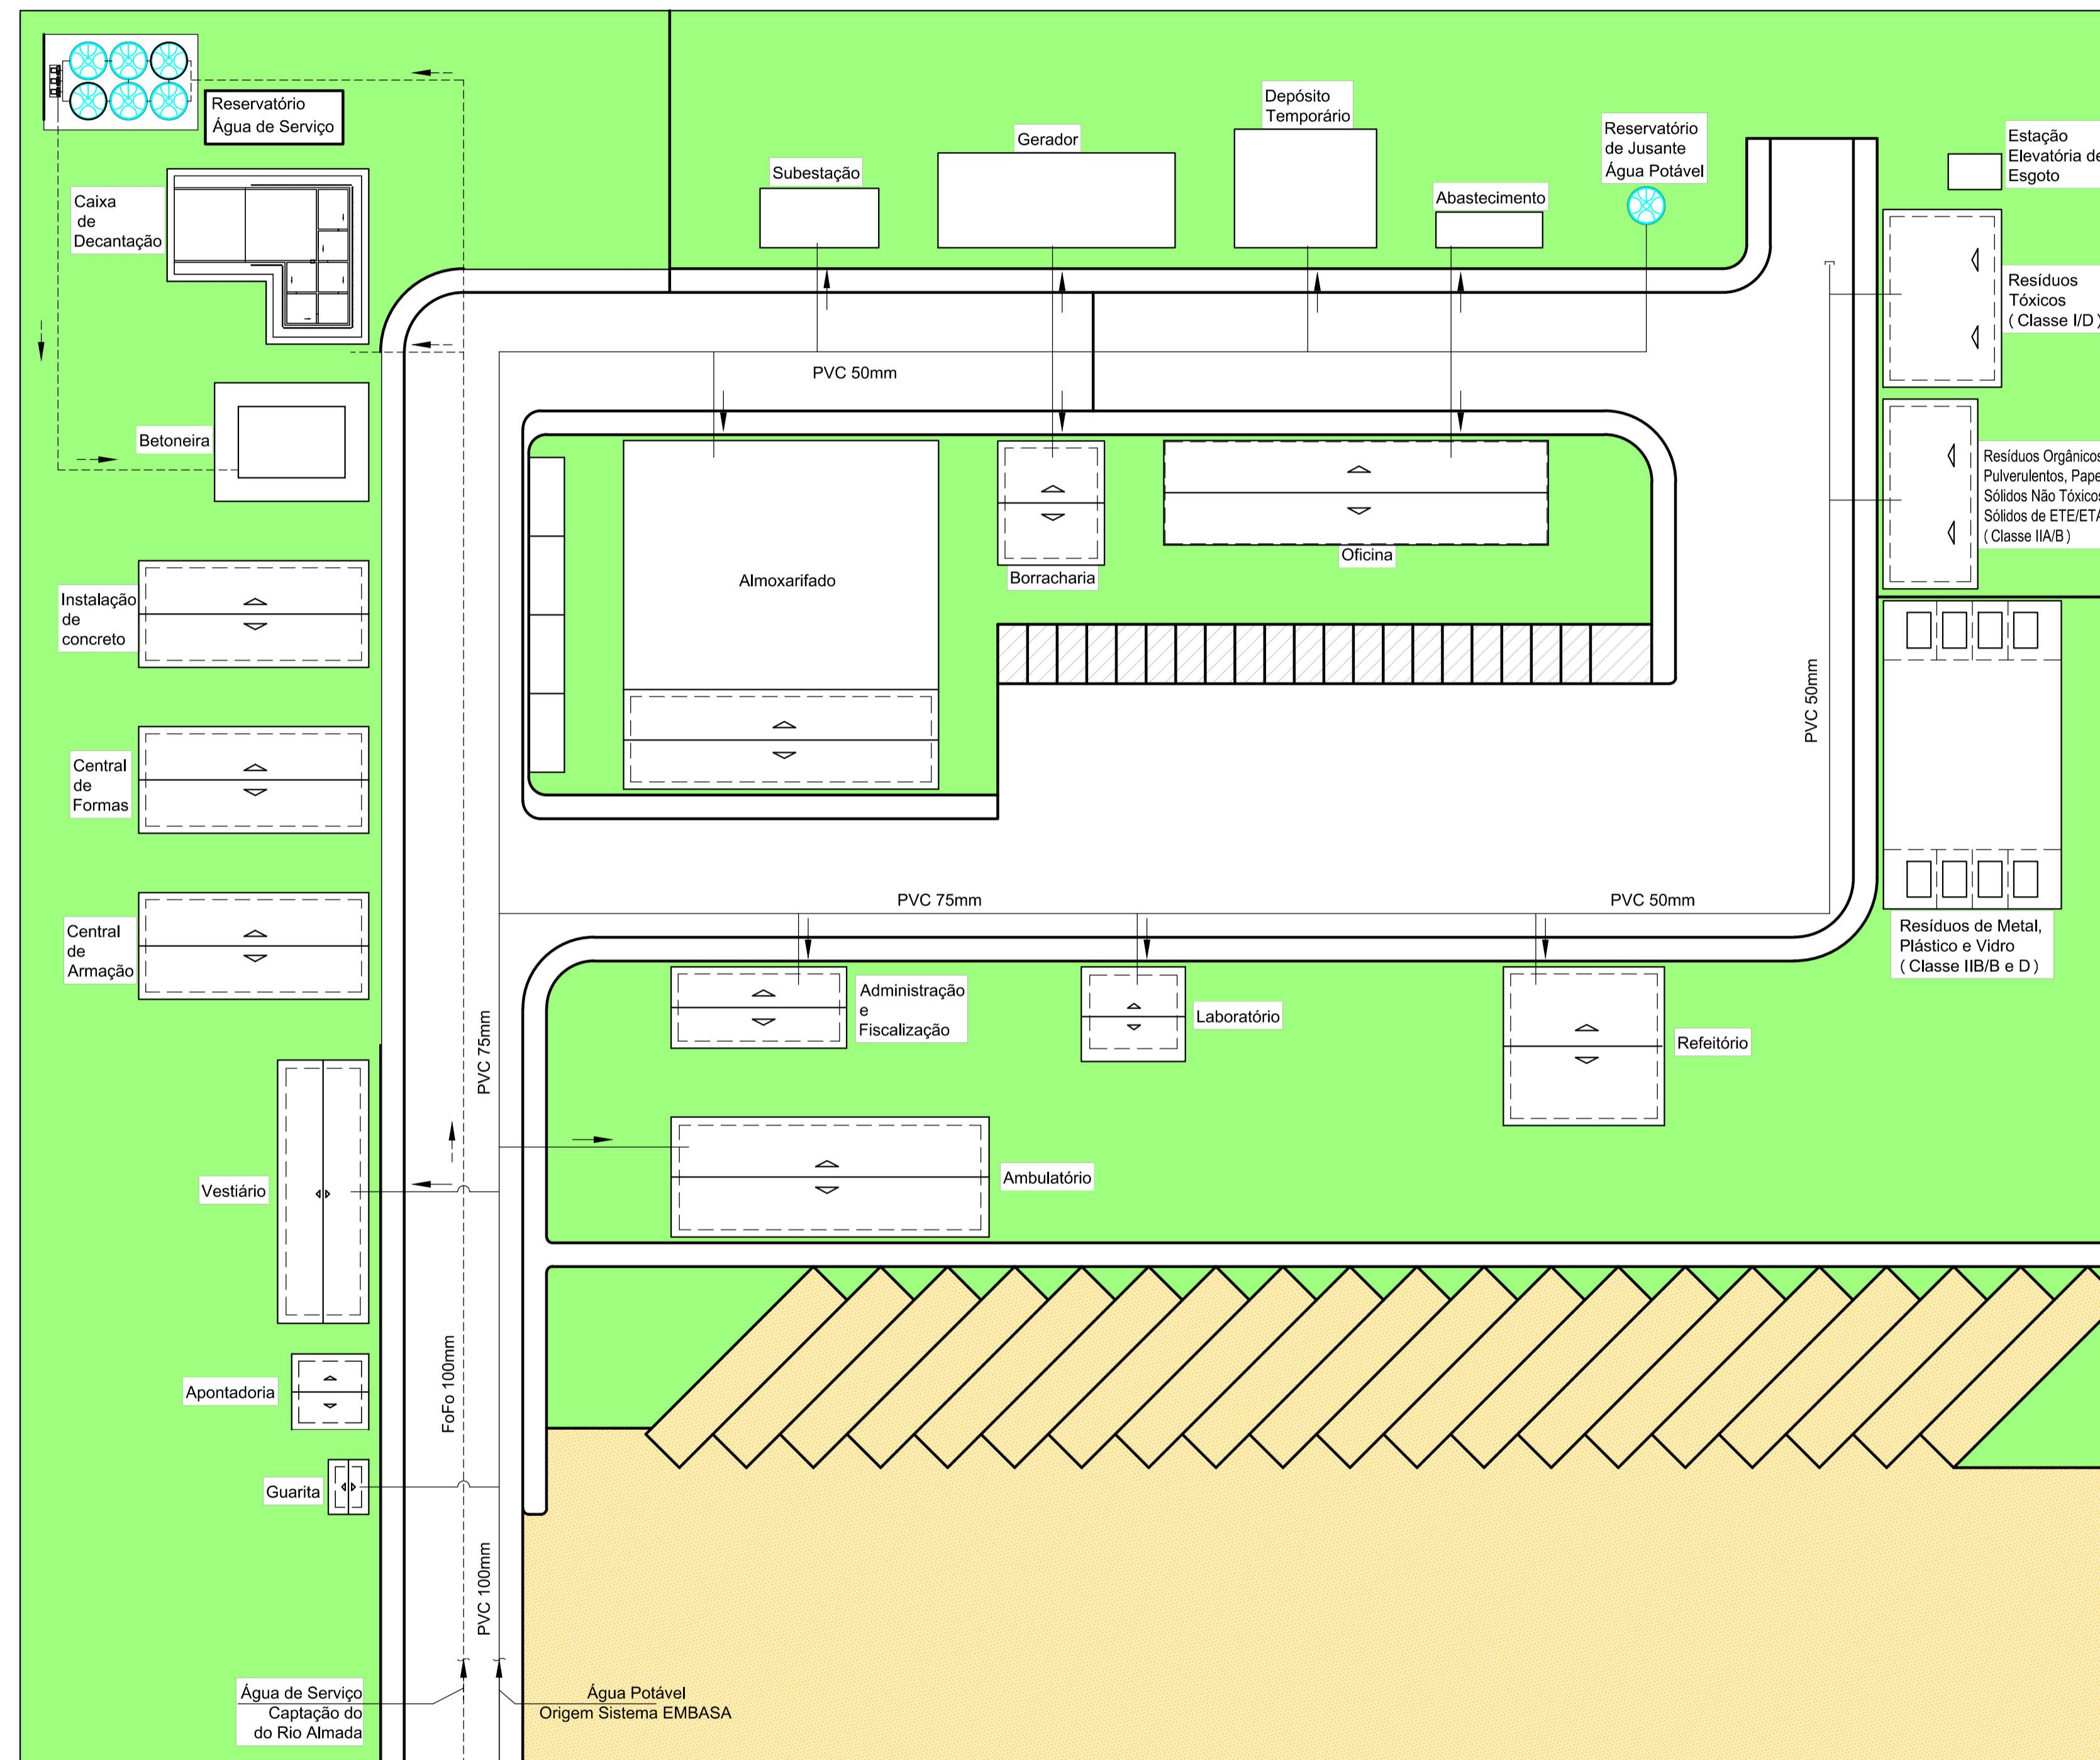 Reservatório
Água de Serviço
Depósito
Temporário
Gerador
Reservatório
de Jusante
Água Potável
Estação
Elevatória de
Esgoto
Subestação
Abastecimento
Caixa
de
Decantação
Resíduos
Tóxicos
( Classe I/D )
PVC 50mm
Betoneira
Resíduos Orgânicos
Pulverulentos, Pape
Sólidos Não Tóxicos
Sólidos de ETE/ETA
( Classe IIA/B )
Oficina
Borracharia
Almoxarifado
Instalação
de
concreto
PVC 50mm
Central
de
Formas
PVC 75mm
PVC 50mm
Central
de
Armação
Resíduos de Metal,
Plástico e Vidro
( Classe IIB/B e D )
Administração
e
Fiscalização
Laboratório
Refeitório
PVC 75mm
Vestiário
Ambulatório
FoFo 100mm
Apontadoria
Guarita
PVC 100mm
Água de Serviço
Captação do
do Rio Almada
Água Potável
Origem Sistema EMBASA